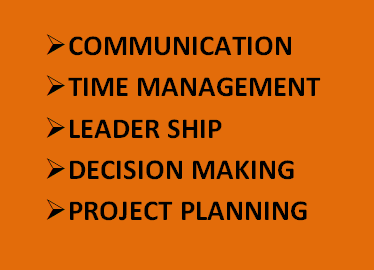 ➢COMMUNICATION
➢TIME MANAGEMENT
➢LEADER SHIP
➢DECISION MAKING
➢PROJECT PLANNING